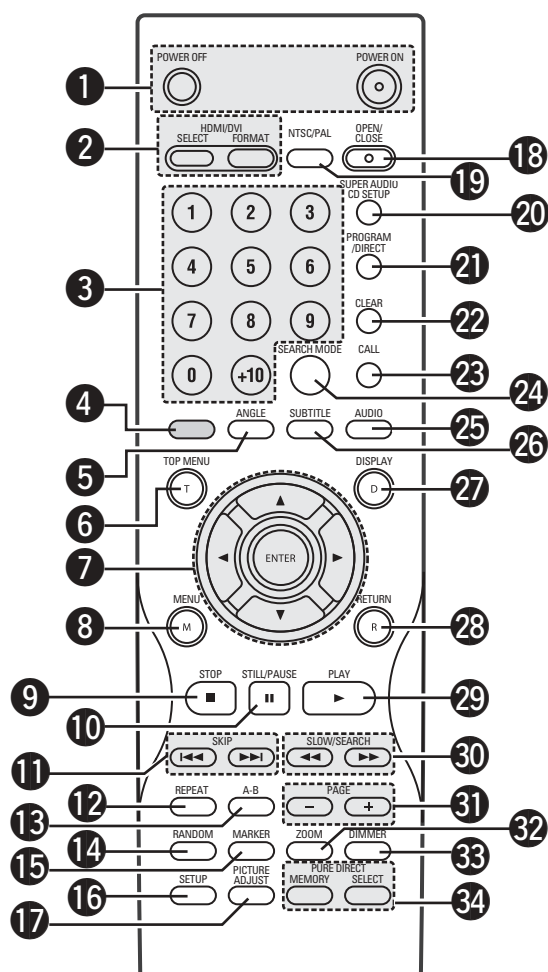 POWER OFF POWER ON
1
HDMI/DVI
SELECT FORMAT NTSC/PAL OPEN/
CLOSE
2 18
19
SUPER AUDIO
CD SETUP
1 2 3 20
PROGRAM
/DIRECT
4 5 6 21
3
CLEAR
7 8 9 22
SEARCH MODE CALL
0 +10 23
24
4
ANGLE SUBTITLE AUDIO
25
5 26
TOP MENU DISPLAY
T D 27
6
7 ENTER
MENU RETURN
8 M R 28
STOP STILL/PAUSE PLAY
9 29
10
SKIP SLOW/SEARCH
11 30
REPEAT A-B PAGE
12 − + 31
13
RANDOM MARKER ZOOM DIMMER 32
14 33
15
SETUP PICTURE
ADJUST PURE DIRECT
MEMORY SELECT
16 34
17